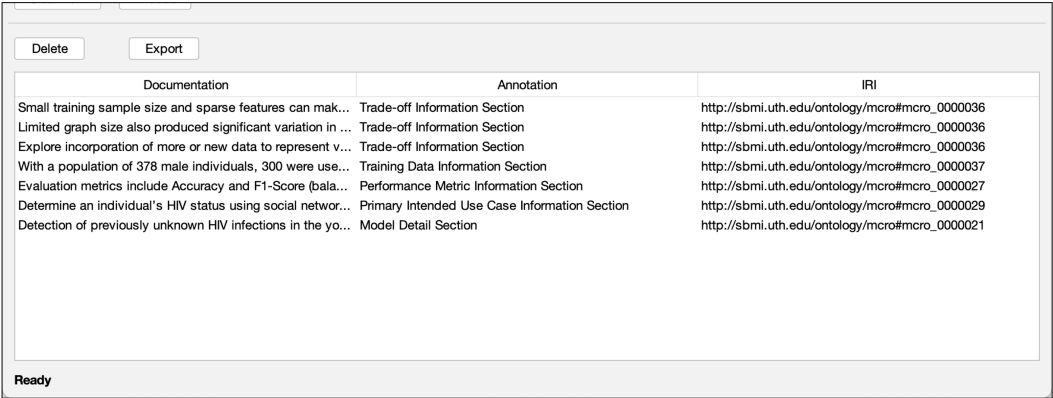 Delete Export
Documentation Annotation IRI
Small training sample size and sparse features can mak... Trade-off Information Section http://sbmi.uth.edu/ontology/mcro#mcro_0000036
Limited graph size also produced significant variation in ... Trade-off Information Section http://sbmi.uth.edu/ontology/mcro#mcro_0000036
Explore incorporation of more or new data to represent v... Trade-off Information Section http://sbmi.uth.edu/ontology/mcro#mcro_0000036
With a population of 378 male individuals, 300 were use... Training Data Information Section http://sbmi.uth.edu/ontology/mcro#mcro_0000037
Evaluation metrics include Accuracy and F1-Score (bala... Performance Metric Information Section http://sbmi.uth.edu/ontology/mcro#mcro_0000027
Determine an individual's HIV status using social networ... Primary Intended Use Case Information Section http://sbmi.uth.edu/ontology/mcro#mcro_0000029
Detection of previously unknown HIV infections in the yo... Model Detail Section http://sbmi.uth.edu/ontology/mcro#mcro_0000021
Ready